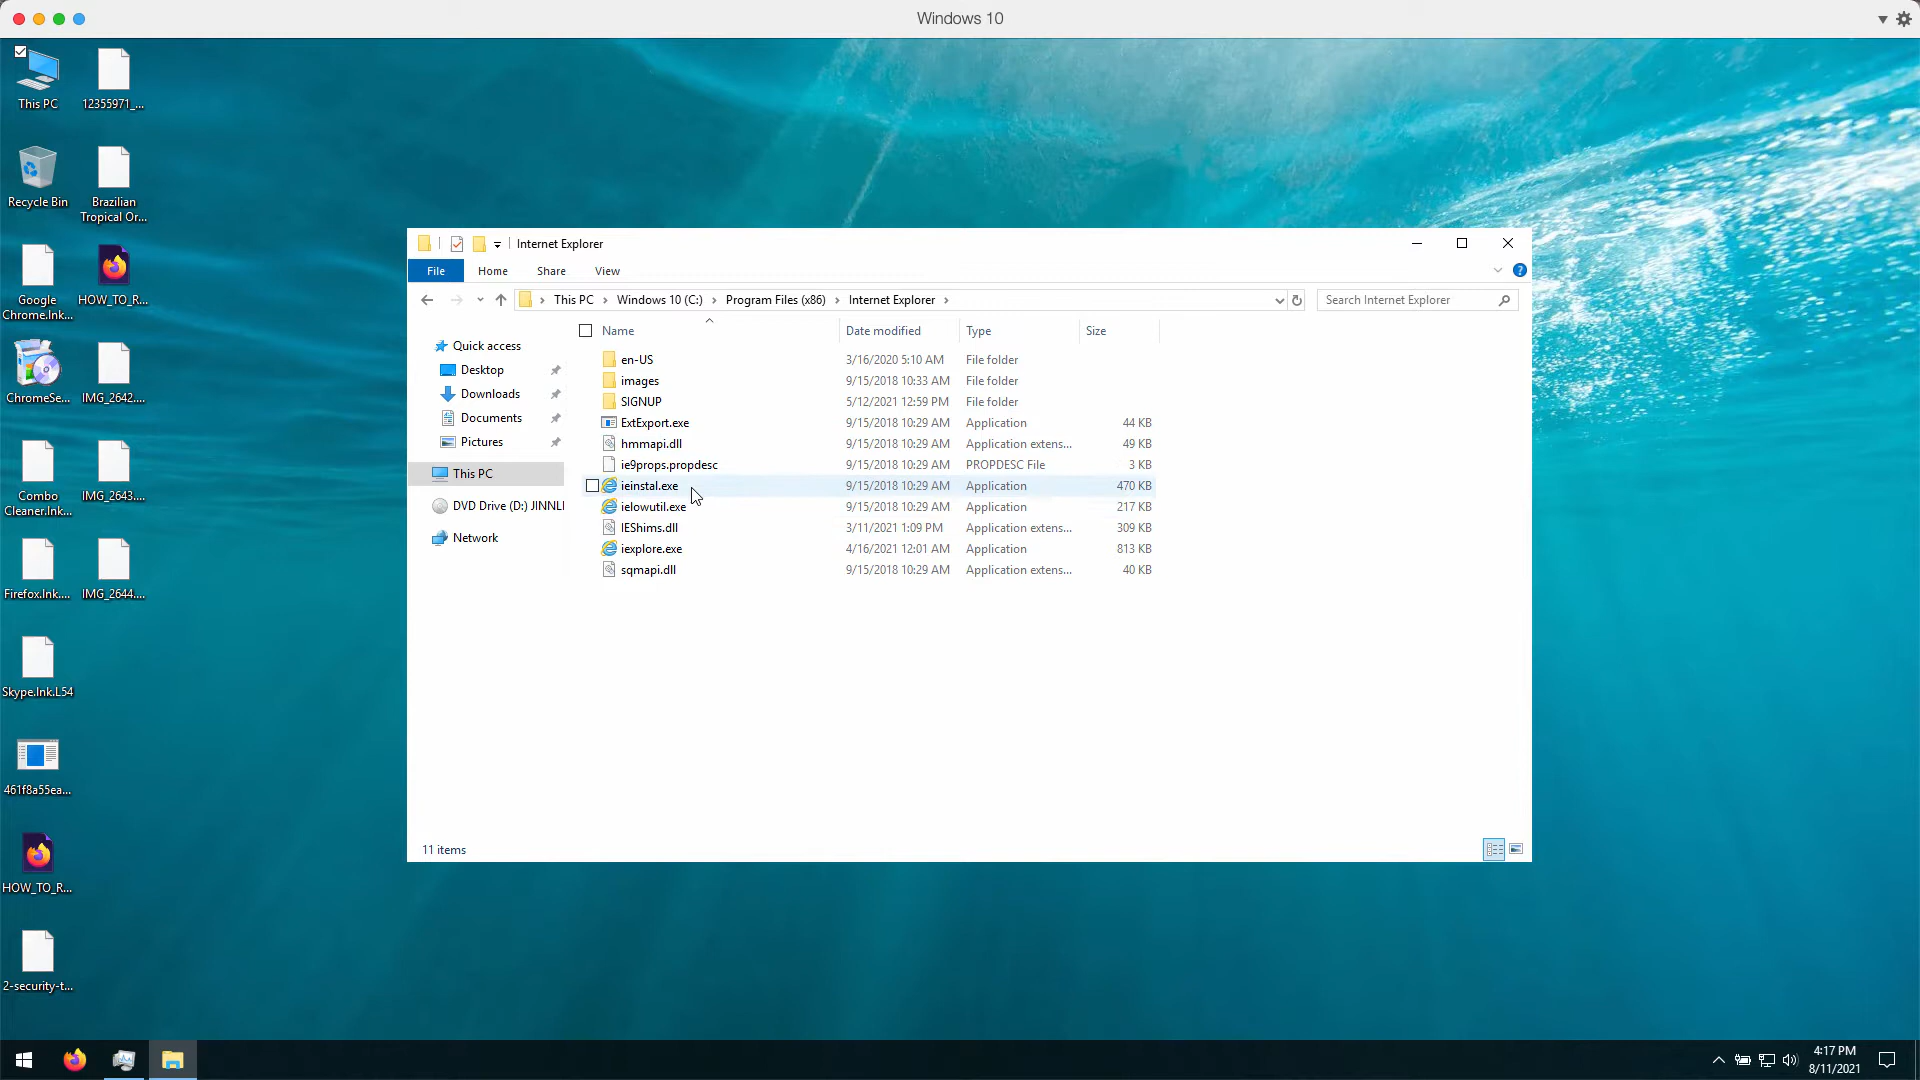 Windows 10
This PC
12355971_...
Recycle Bin
Brazilian
Tropical Or...
Google
Chrome.lnk...
HOW_TO_R...
ChromeSe...
IMG_2642....
Combo
Cleaner.lnk...
IMG_2643....
Firefox.lnk....
IMG_2644....
Skype.lnk.L54
461f8a55ea...
HOW_TO_R...
2-security-t...
Internet Explorer
File Home Share View
This PC Windows 10 (C:) Program Files (x86) Internet Explorer
Search Internet Explorer
Quick access
Desktop
Downloads
Documents
Pictures
This PC
DVD Drive (D:) JINNLI
Network
Name Date modified Type Size
en-US 3/16/2020 5:10 AM File folder
images 9/15/2018 10:33 AM File folder
SIGNUP 5/12/2021 12:59 PM File folder
ExtExport.exe 9/15/2018 10:29 AM Application 44 KB
hmmapi.dll 9/15/2018 10:29 AM Application extens... 49 KB
ie9props.propdesc 9/15/2018 10:29 AM PROPDESC File 3 KB
ieinstal.exe 9/15/2018 10:29 AM Application 470 KB
ielowutil.exe 9/15/2018 10:29 AM Application 217 KB
IEShims.dll 3/11/2021 1:09 PM Application extens... 309 KB
iexplore.exe 4/16/2021 12:01 AM Application 813 KB
sqmapi.dll 9/15/2018 10:29 AM Application extens... 40 KB
11 items
4:17 PM
8/11/2021